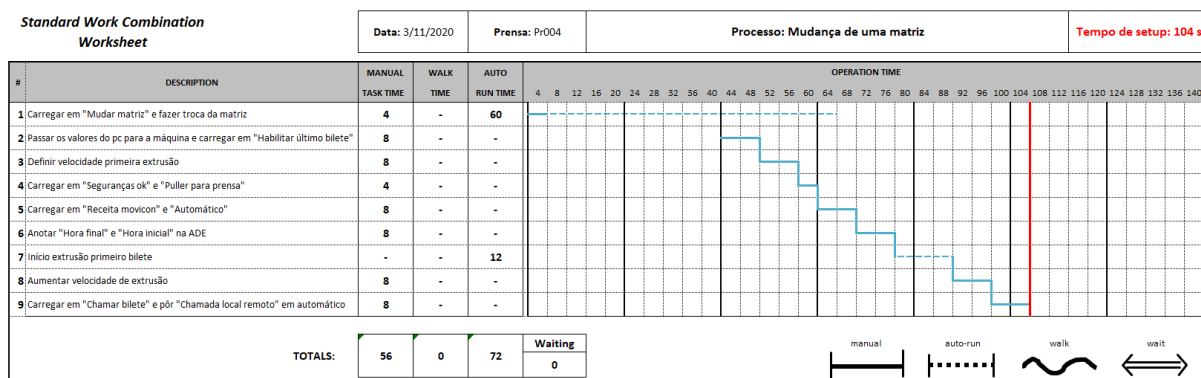 Standard Work Combination
Worksheet
Data: 3/11/2020
Prensa: Pr004
Processo: Mudança de uma matriz
Tempo de setup: 104 s
# DESCRIPTION MANUAL TASK TIME WALK TIME AUTO RUN TIME OPERATION TIME
4 8 12 16 20 24 28 32 36 40 44 48 52 56 60 64 68 72 76 80 84 88 92 96 100 104 108 112 116 120 124 128 132 136 140
1 Carregar em "Mudar matriz" e fazer troca da matriz 4 - 60
2 Passar os valores do pc para a máquina e carregar em "Habilitar último bilete" 8 - -
3 Definir velocidade primeira extrusão 8 - -
4 Carregar em "Seguranças ok" e "Puller para prensa" 4 - -
5 Carregar em "Receita movicon" e "Automático" 8 - -
6 Anotar "Hora final" e "Hora inicial" na ADE 8 - -
7 Início extrusão primeiro bilete - - 12
8 Aumentar velocidade de extrusão 8 - -
9 Carregar em "Chamar bilete" e pôr "Chamada local remoto" em automático 8 - -
TOTALS: 56 0 72
Waiting
0
manual auto-run walk wait